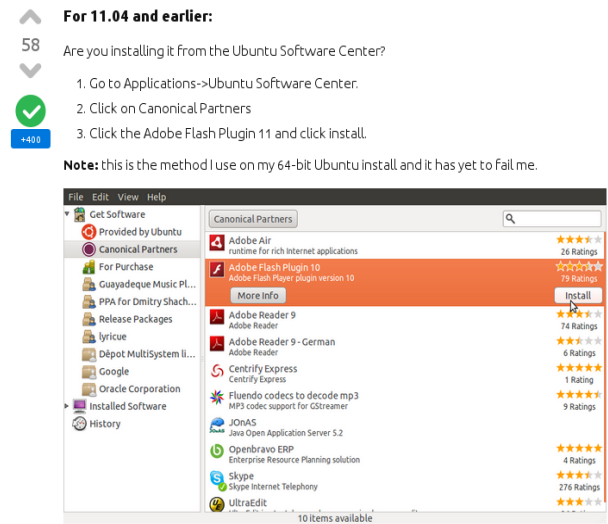 For 11.04 and earlier:
58
Are you installing it from the Ubuntu Software Center?
1. Go to Applications->Ubuntu Software Center.
2. Click on Canonical Partners
3. Click the Adobe Flash Plugin 11 and click install.
+400
Note: this is the method I use on my 64-bit Ubuntu install and it has yet to fail me.
File Edit View Help
Get Software
Provided by Ubuntu
Canonical Partners
For Purchase
Guayadeque Music Pl...
PPA for Dmitry Shach...
Release Packages
lyricue
Dépot MultiSystem li...
Google
Oracle Corporation
Installed Software
History
Canonical Partners
Adobe Air
runtime for rich Internet applications
26 Ratings
Adobe Flash Plugin 10
Adobe Flash Player plugin version 10
79 Ratings
More Info
Install
Adobe Reader 9
Adobe Reader
74 Ratings
Adobe Reader 9 - German
Adobe Reader
6 Ratings
Centrify Express
Centrify Express
1 Rating
Fluendo codecs to decode mp3
MP3 codec support for GStreamer
9 Ratings
JOnAS
Java Open Application Server 5.2
Openbravo ERP
Enterprise Resource Planning solution
4 Ratings
Skype
Skype Internet Telephony
276 Ratings
UltraEdit
10 items available